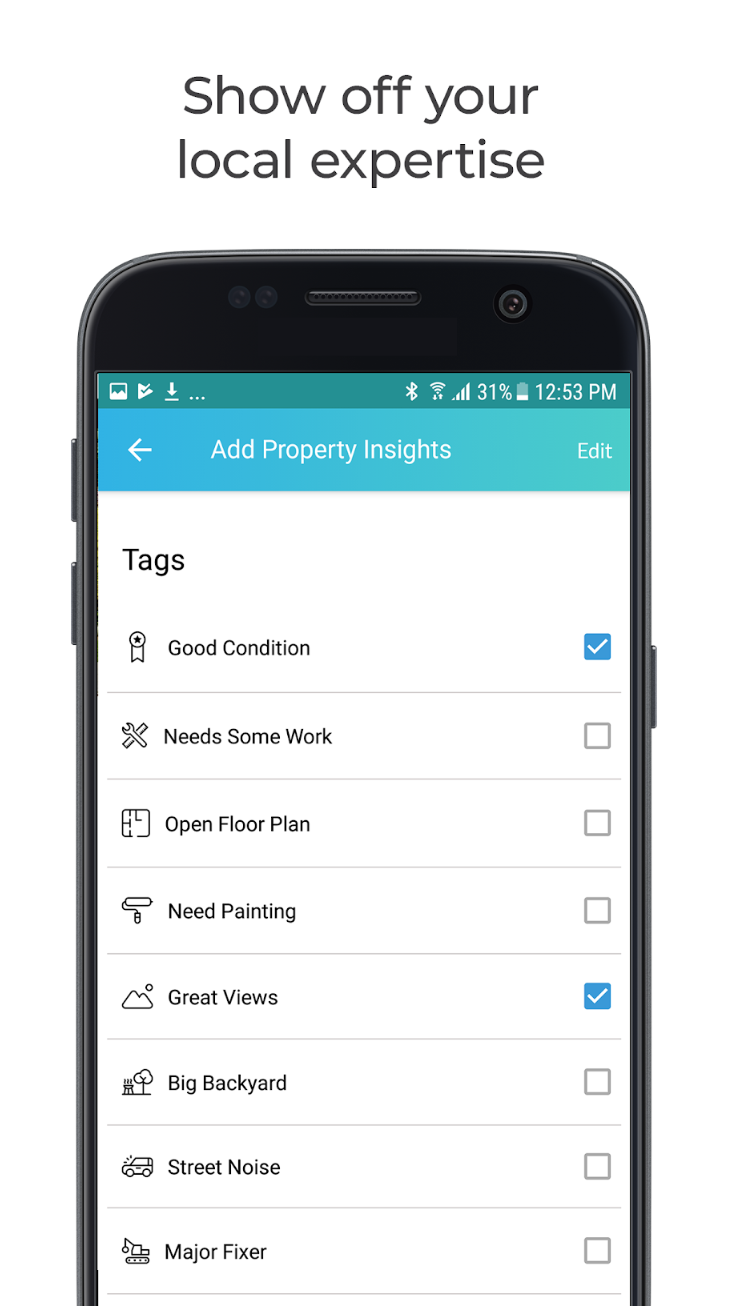 Show off your
local expertise
... 31% 12:53 PM
Add Property Insights Edit
Tags
Good Condition
Needs Some Work
Open Floor Plan
Need Painting
Great Views
Big Backyard
Street Noise
Major Fixer